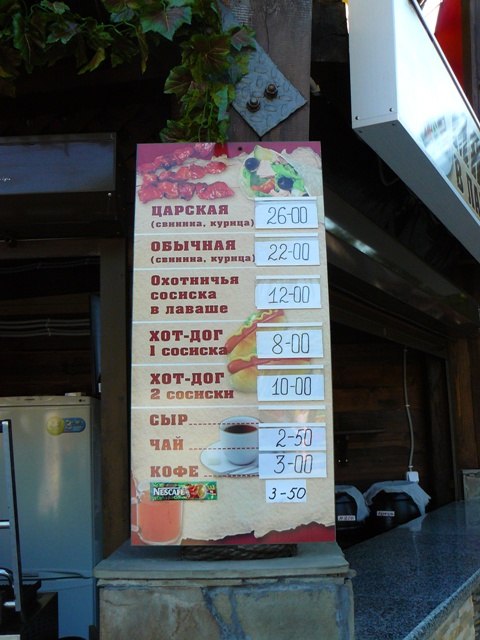 ЦАРСКАЯ
(свинина, курица)
26-00
ОБЫЧНАЯ
(свинина, курица)
22-00
Охотничья
сосиска
в лаваше
12-00
ХОТ-ДОГ
1 сосиска
8-00
ХОТ-ДОГ
2 сосиски
10-00
СЫР
ЧАЙ
2-50
КОФЕ
3-00
NESCAFÉ
3-50